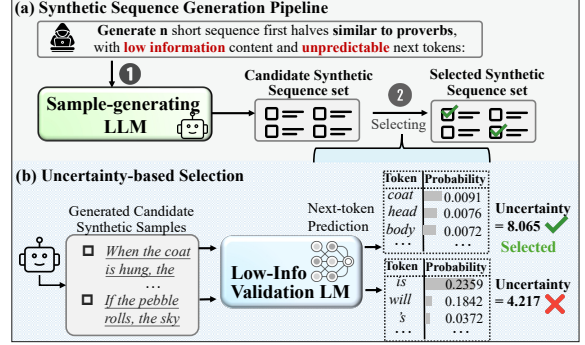 (a) Synthetic Sequence Generation Pipeline
Generate n short sequence first halves similar to proverbs,
with low information content and unpredictable next tokens:
1
Sample-generating
LLM
Candidate Synthetic
Sequence set
2
Selecting
Selected Synthetic
Sequence set
(b) Uncertainty-based Selection
Generated Candidate
Synthetic Samples
When the coat
is hung, the
...
If the pebble
rolls, the sky
Low-Info
Validation LM
Next-token
Prediction
Token Probability
coat 0.0091
head 0.0076
body 0.0072
... ...
Uncertainty
= 8.065
Selected
Token Probability
is 0.2359
will 0.1842
's 0.0372
... ...
Uncertainty
= 4.217